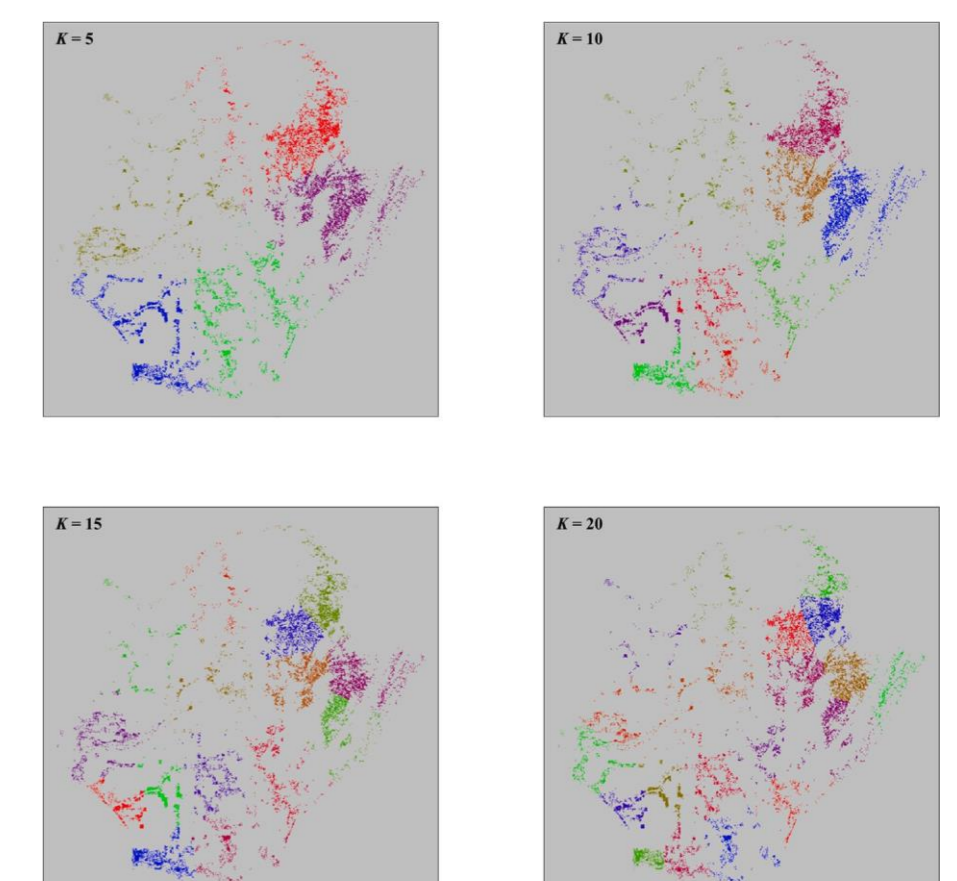 K = 5
K = 10
K = 15
K = 20